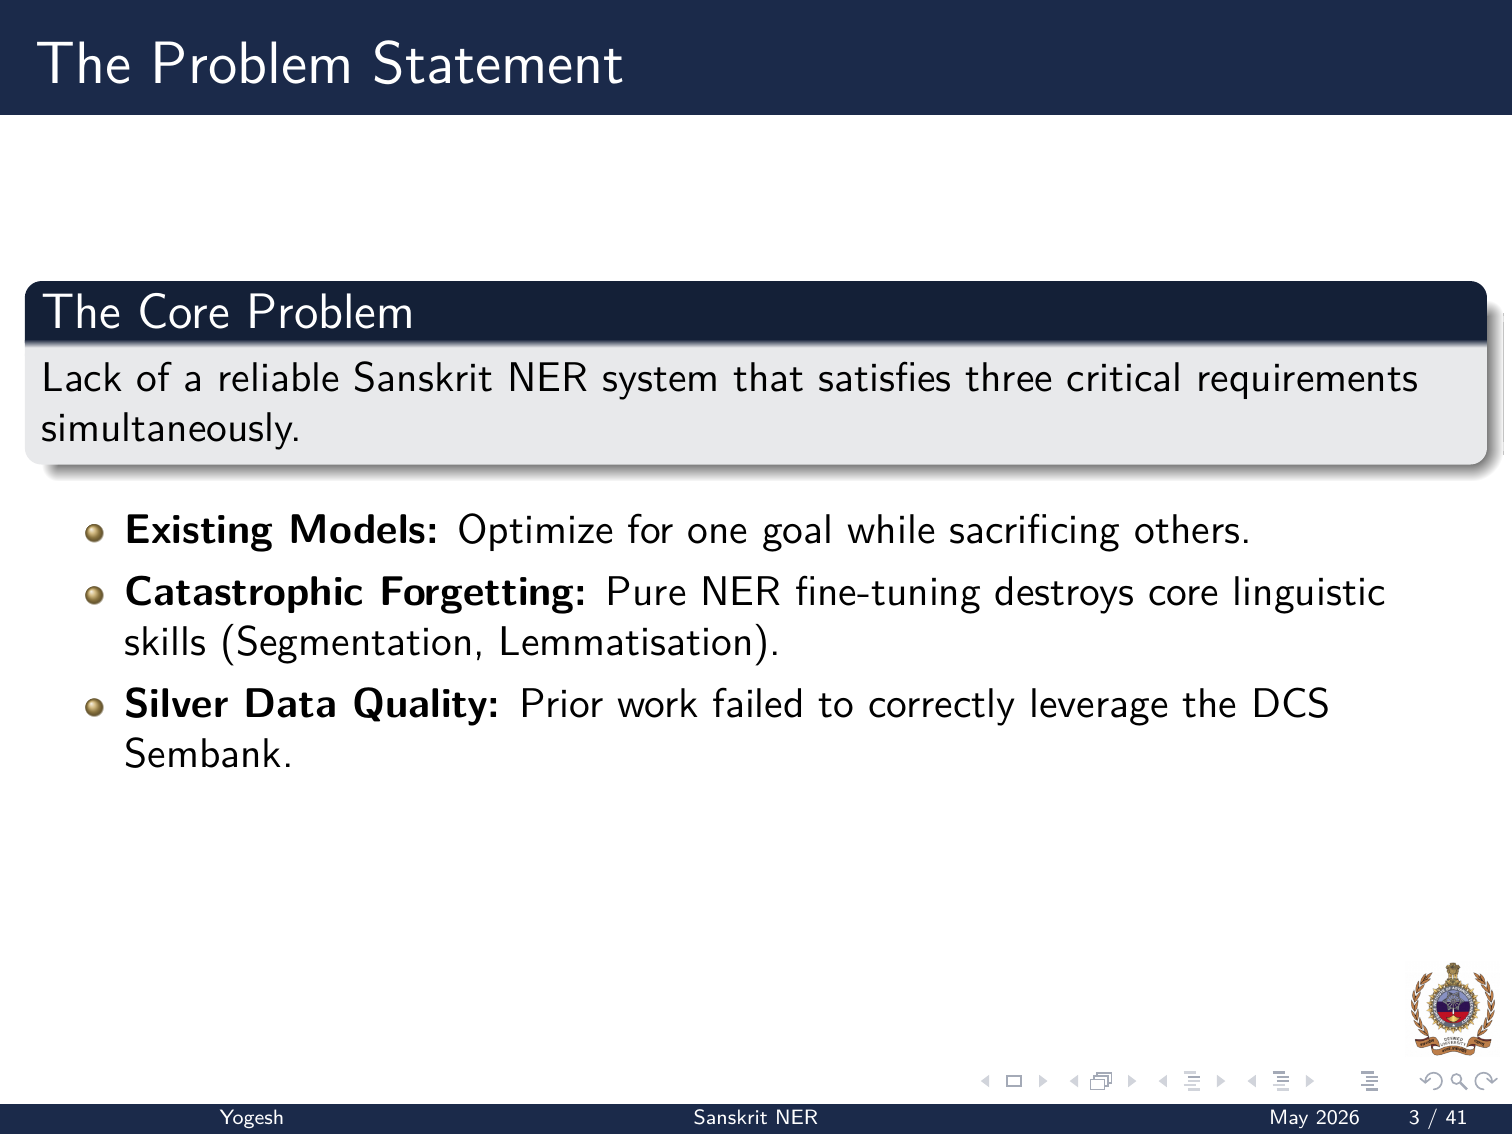 The Problem Statement
The Core Problem
Lack of a reliable Sanskrit NER system that satisfies three critical requirements
simultaneously.
Existing Models: Optimize for one goal while sacrificing others.
Catastrophic Forgetting: Pure NER fine-tuning destroys core linguistic
skills (Segmentation, Lemmatisation).
Silver Data Quality: Prior work failed to correctly leverage the DCS
Sembank.
Yogesh
Sanskrit NER
May 2026
3 / 41